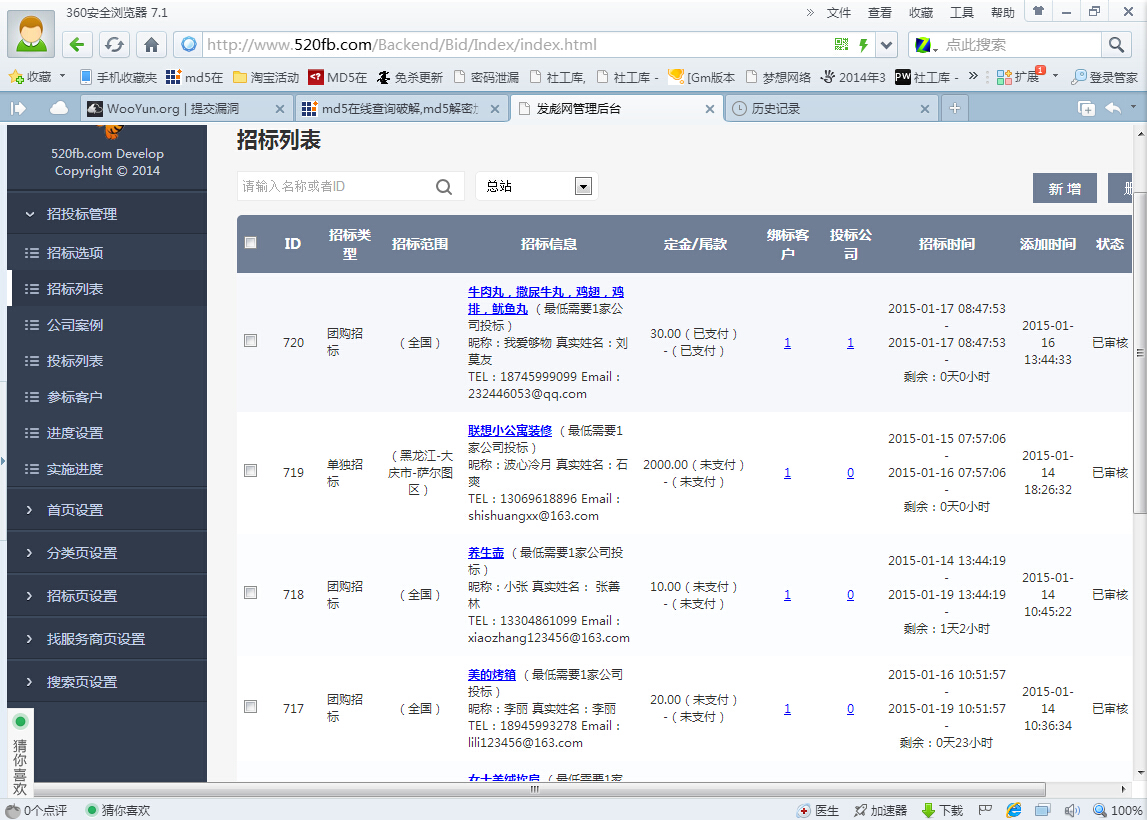 360安全浏览器 7.1
» 文件 查看 收藏 工具 帮助
http://www.520fb.com/Backend/Bid/Index/index.html
点此搜索
收藏 手机收藏夹 md5在 淘宝活动 MD5在 免杀更新 密码泄漏 社工库, 社工库 - [Gm版本 梦想网络 2014年3 PW 社工库 - » 扩展 1 登录管家
WooYun.org | 提交漏洞
md5在线查询破解,md5解密
发彪网管理后台
历史记录
520fb.com Develop
Copyright © 2014
招投标管理
招标选项
招标列表
公司案例
投标列表
参标客户
进度设置
实施进度
首页设置
分类页设置
招标页设置
找服务商页设置
搜索页设置
招标列表
请输入名称或者ID
总站
新 增
ID 招标类型 招标范围 招标信息 定金/尾款 绑标客户 投标公司 招标时间 添加时间 状态
720
团购招
标
（ 全国 ）
牛肉丸，撒尿牛丸，鸡翅，鸡
排，鱿鱼丸 （ 最低需要1家公
司投标 ）
昵称：我爱够物 真实姓名：刘
莫友
TEL：18745999099 Email：
232446053@qq.com
30.00（ 已支付 ）
-（ 已支付 ）
1
1
2015-01-17 08:47:53
-
2015-01-17 08:47:53
-
剩余：0天0小时
2015-01-
16
13:44:33
已审核
719
单独招
标
（ 黑龙江-大
庆市-萨尔图
区 ）
联想小公寓装修 （ 最低需要1
家公司投标 ）
昵称：波心冷月 真实姓名：石
爽
TEL：13069618896 Email：
shishuangxx@163.com
2000.00（ 未支付 ）
-（ 未支付 ）
1
0
2015-01-15 07:57:06
-
2015-01-16 07:57:06
-
剩余：0天0小时
2015-01-
14
18:26:32
已审核
718
团购招
标
（ 全国 ）
养生壶 （ 最低需要1家公司投
标 ）
昵称：小张 真实姓名： 张善
林
TEL：13304861099 Email：
xiaozhang123456@163.com
10.00（ 未支付 ）
-（ 未支付 ）
1
0
2015-01-14 13:44:19
-
2015-01-19 13:44:19
-
剩余：1天2小时
2015-01-
14
10:45:22
已审核
717
团购招
标
（ 全国 ）
美的烤箱 （ 最低需要1家公司
投标 ）
昵称：李丽 真实姓名：李丽
TEL：18945993278 Email：
lili123456@163.com
20.00（ 未支付 ）
-（ 未支付 ）
1
0
2015-01-16 10:51:57
-
2015-01-19 10:51:57
-
剩余：0天23小时
2015-01-
14
10:36:34
已审核
（ 最低需要1家
猜你喜欢
0个点评 猜你喜欢
医生 加速器 下载 100%